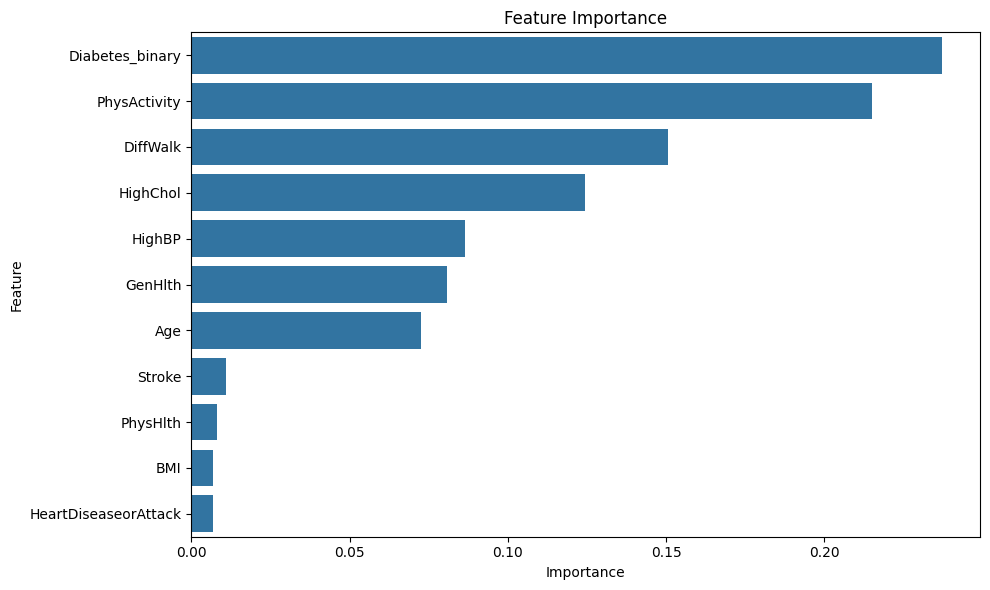 Feature Importance
Feature
Diabetes_binary
PhysActivity
DiffWalk
HighChol
HighBP
GenHlth
Age
Stroke
PhysHlth
BMI
HeartDiseaseorAttack
0.00 0.05 0.10 0.15 0.20
Importance